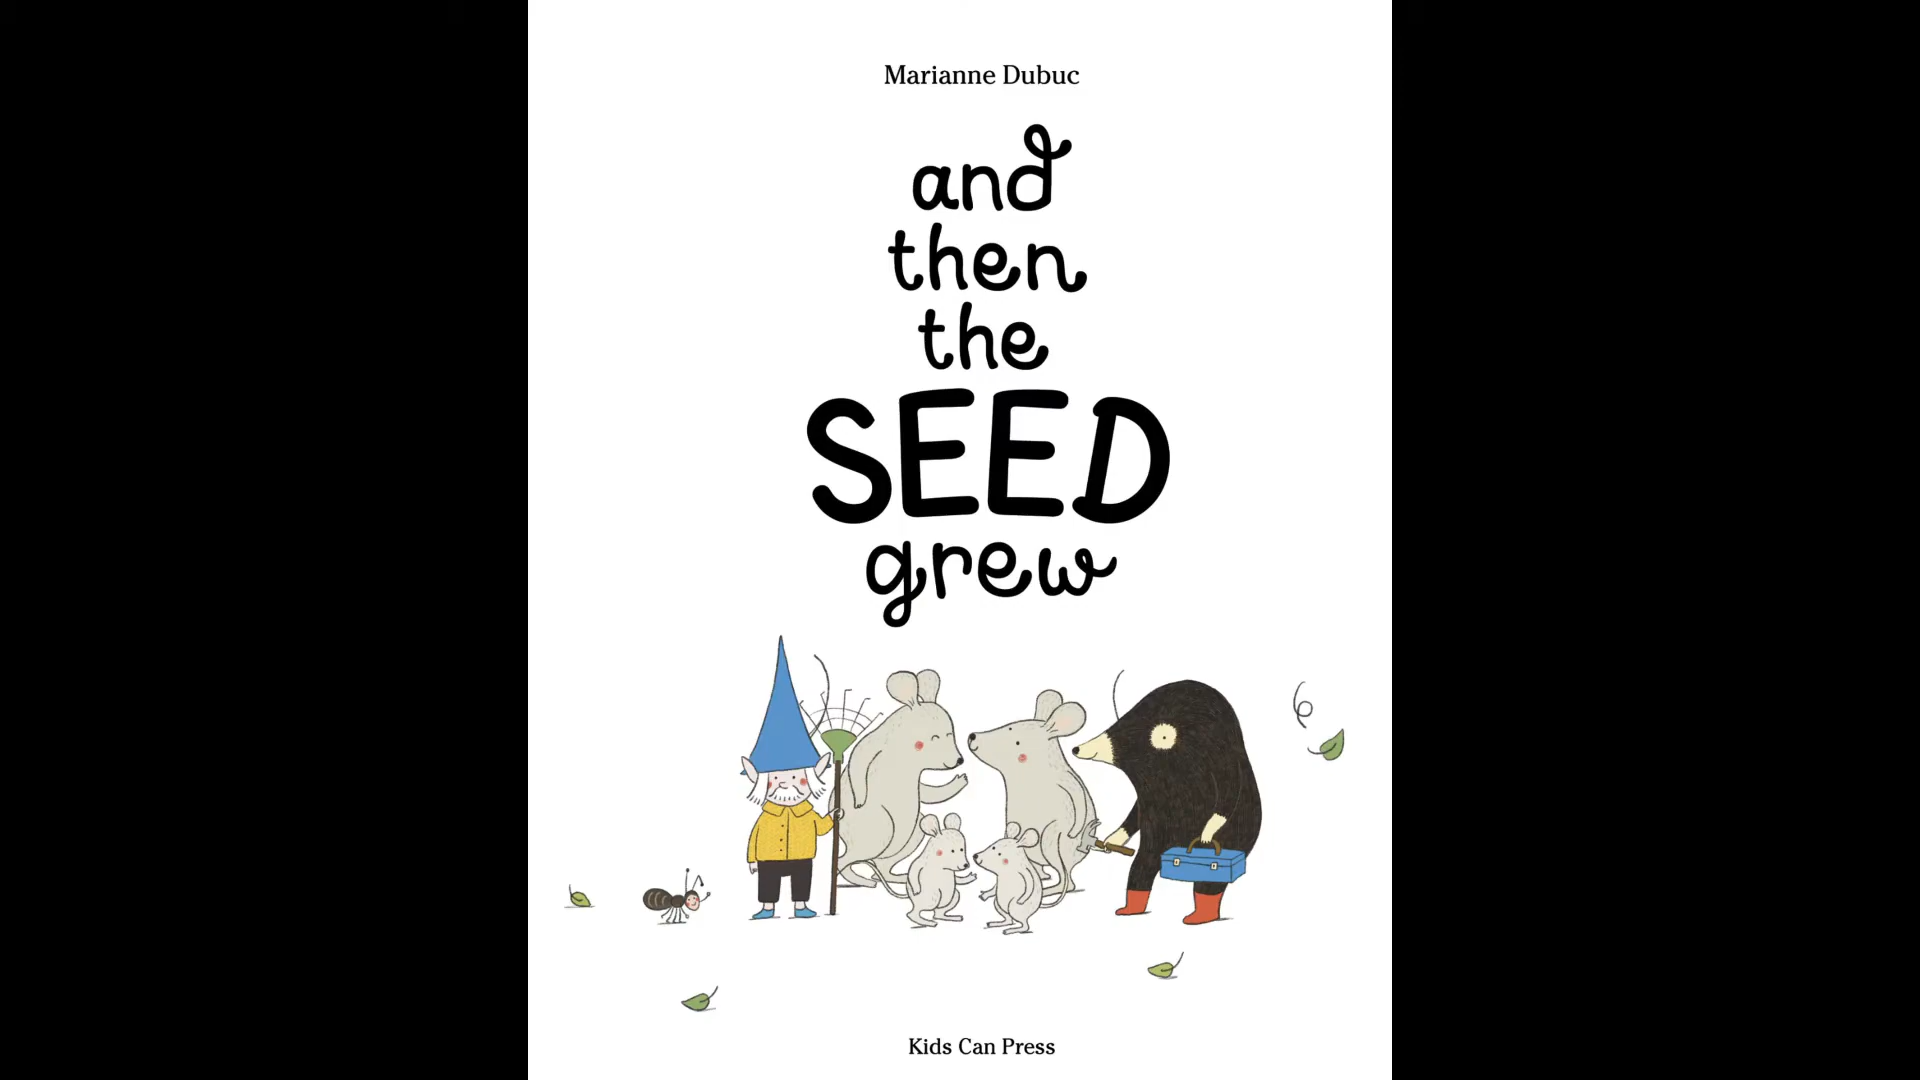 Marianne Dubuc
and
then
the
SEED
grew
Kids Can Press